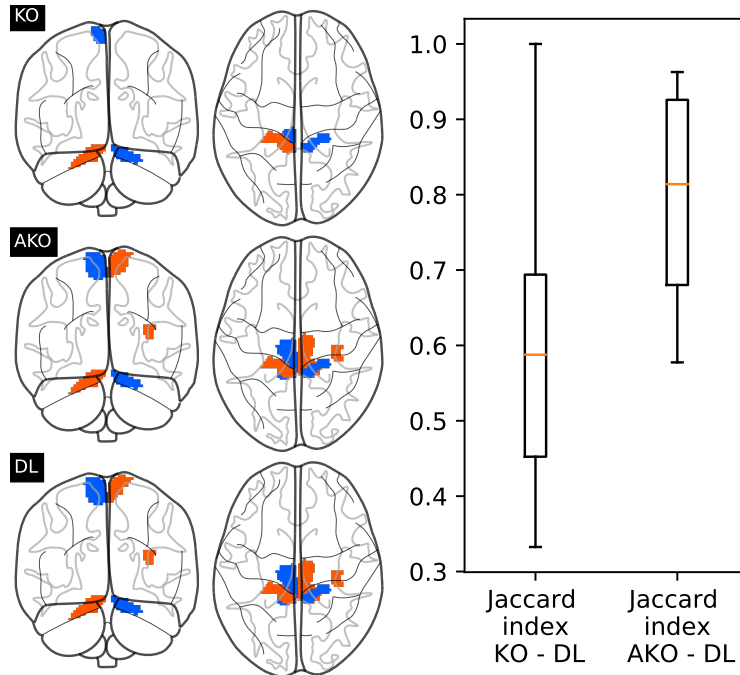 KO
AKO
DL
1.0
0.9
0.8
0.7
0.6
0.5
0.4
0.3
Jaccard
index
KO - DL
Jaccard
index
AKO - DL